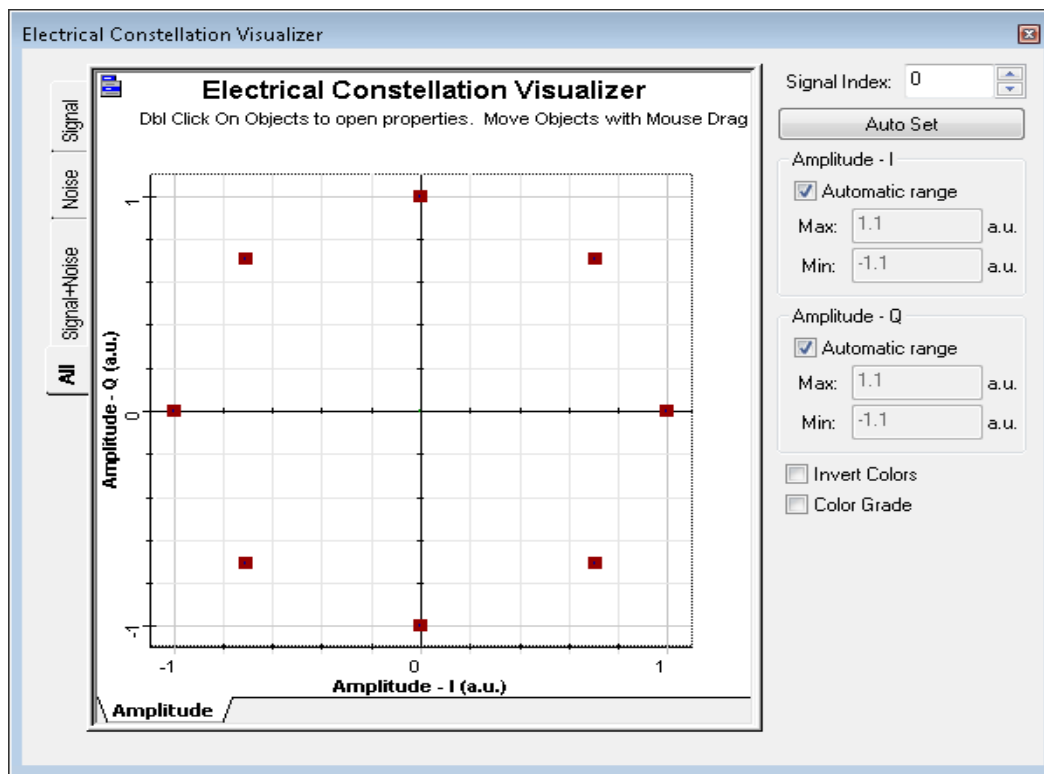 Electrical Constellation Visualizer
Electrical Constellation Visualizer
Dbl Click On Objects to open properties. Move Objects with Mouse Drag
Signal
Noise
Signal+Noise
All
Amplitude - Q (a.u.)
1
0
-1
-1
0
1
Amplitude - I (a.u.)
Amplitude
Signal Index: 0
Auto Set
Amplitude - I
Automatic range
Max: 1.1 a.u.
Min: -1.1 a.u.
Amplitude - Q
Automatic range
Max: 1.1 a.u.
Min: -1.1 a.u.
Invert Colors
Color Grade